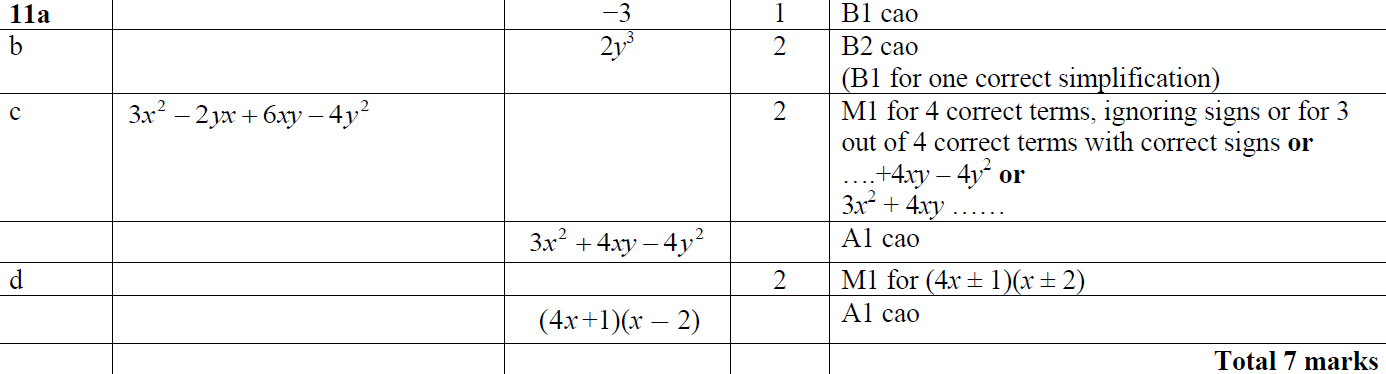 11a −3 1 B1 cao
b 2y³ 2 B2 cao
(B1 for one correct simplification)
c 3x² − 2yx + 6xy − 4y² 2 M1 for 4 correct terms, ignoring signs or for 3
out of 4 correct terms with correct signs or
….+4xy – 4y² or
3x² + 4xy ……
3x² + 4xy − 4y² A1 cao
d 2 M1 for (4x ± 1)(x ± 2)
(4x+1)(x – 2) A1 cao
Total 7 marks